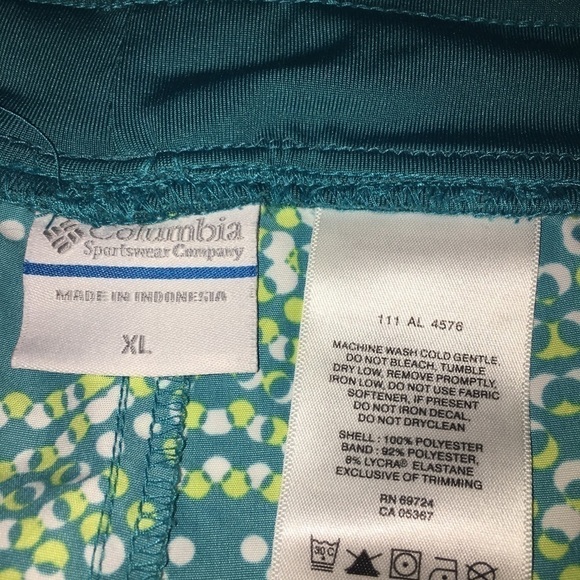 Columbia
Sportswear Company
MADE IN INDONESIA
XL
111 AL 4576
MACHINE WASH COLD GENTLE,
DO NOT BLEACH, TUMBLE
DRY LOW, REMOVE PROMPTLY,
IRON LOW, DO NOT USE FABRIC
SOFTENER, IF PRESENT
DO NOT IRON DECAL
DO NOT DRYCLEAN
SHELL : 100% POLYESTER
BAND : 92% POLYESTER,
8% LYCRA® ELASTANE
EXCLUSIVE OF TRIMMING
RN 69724
CA 05367
30 C